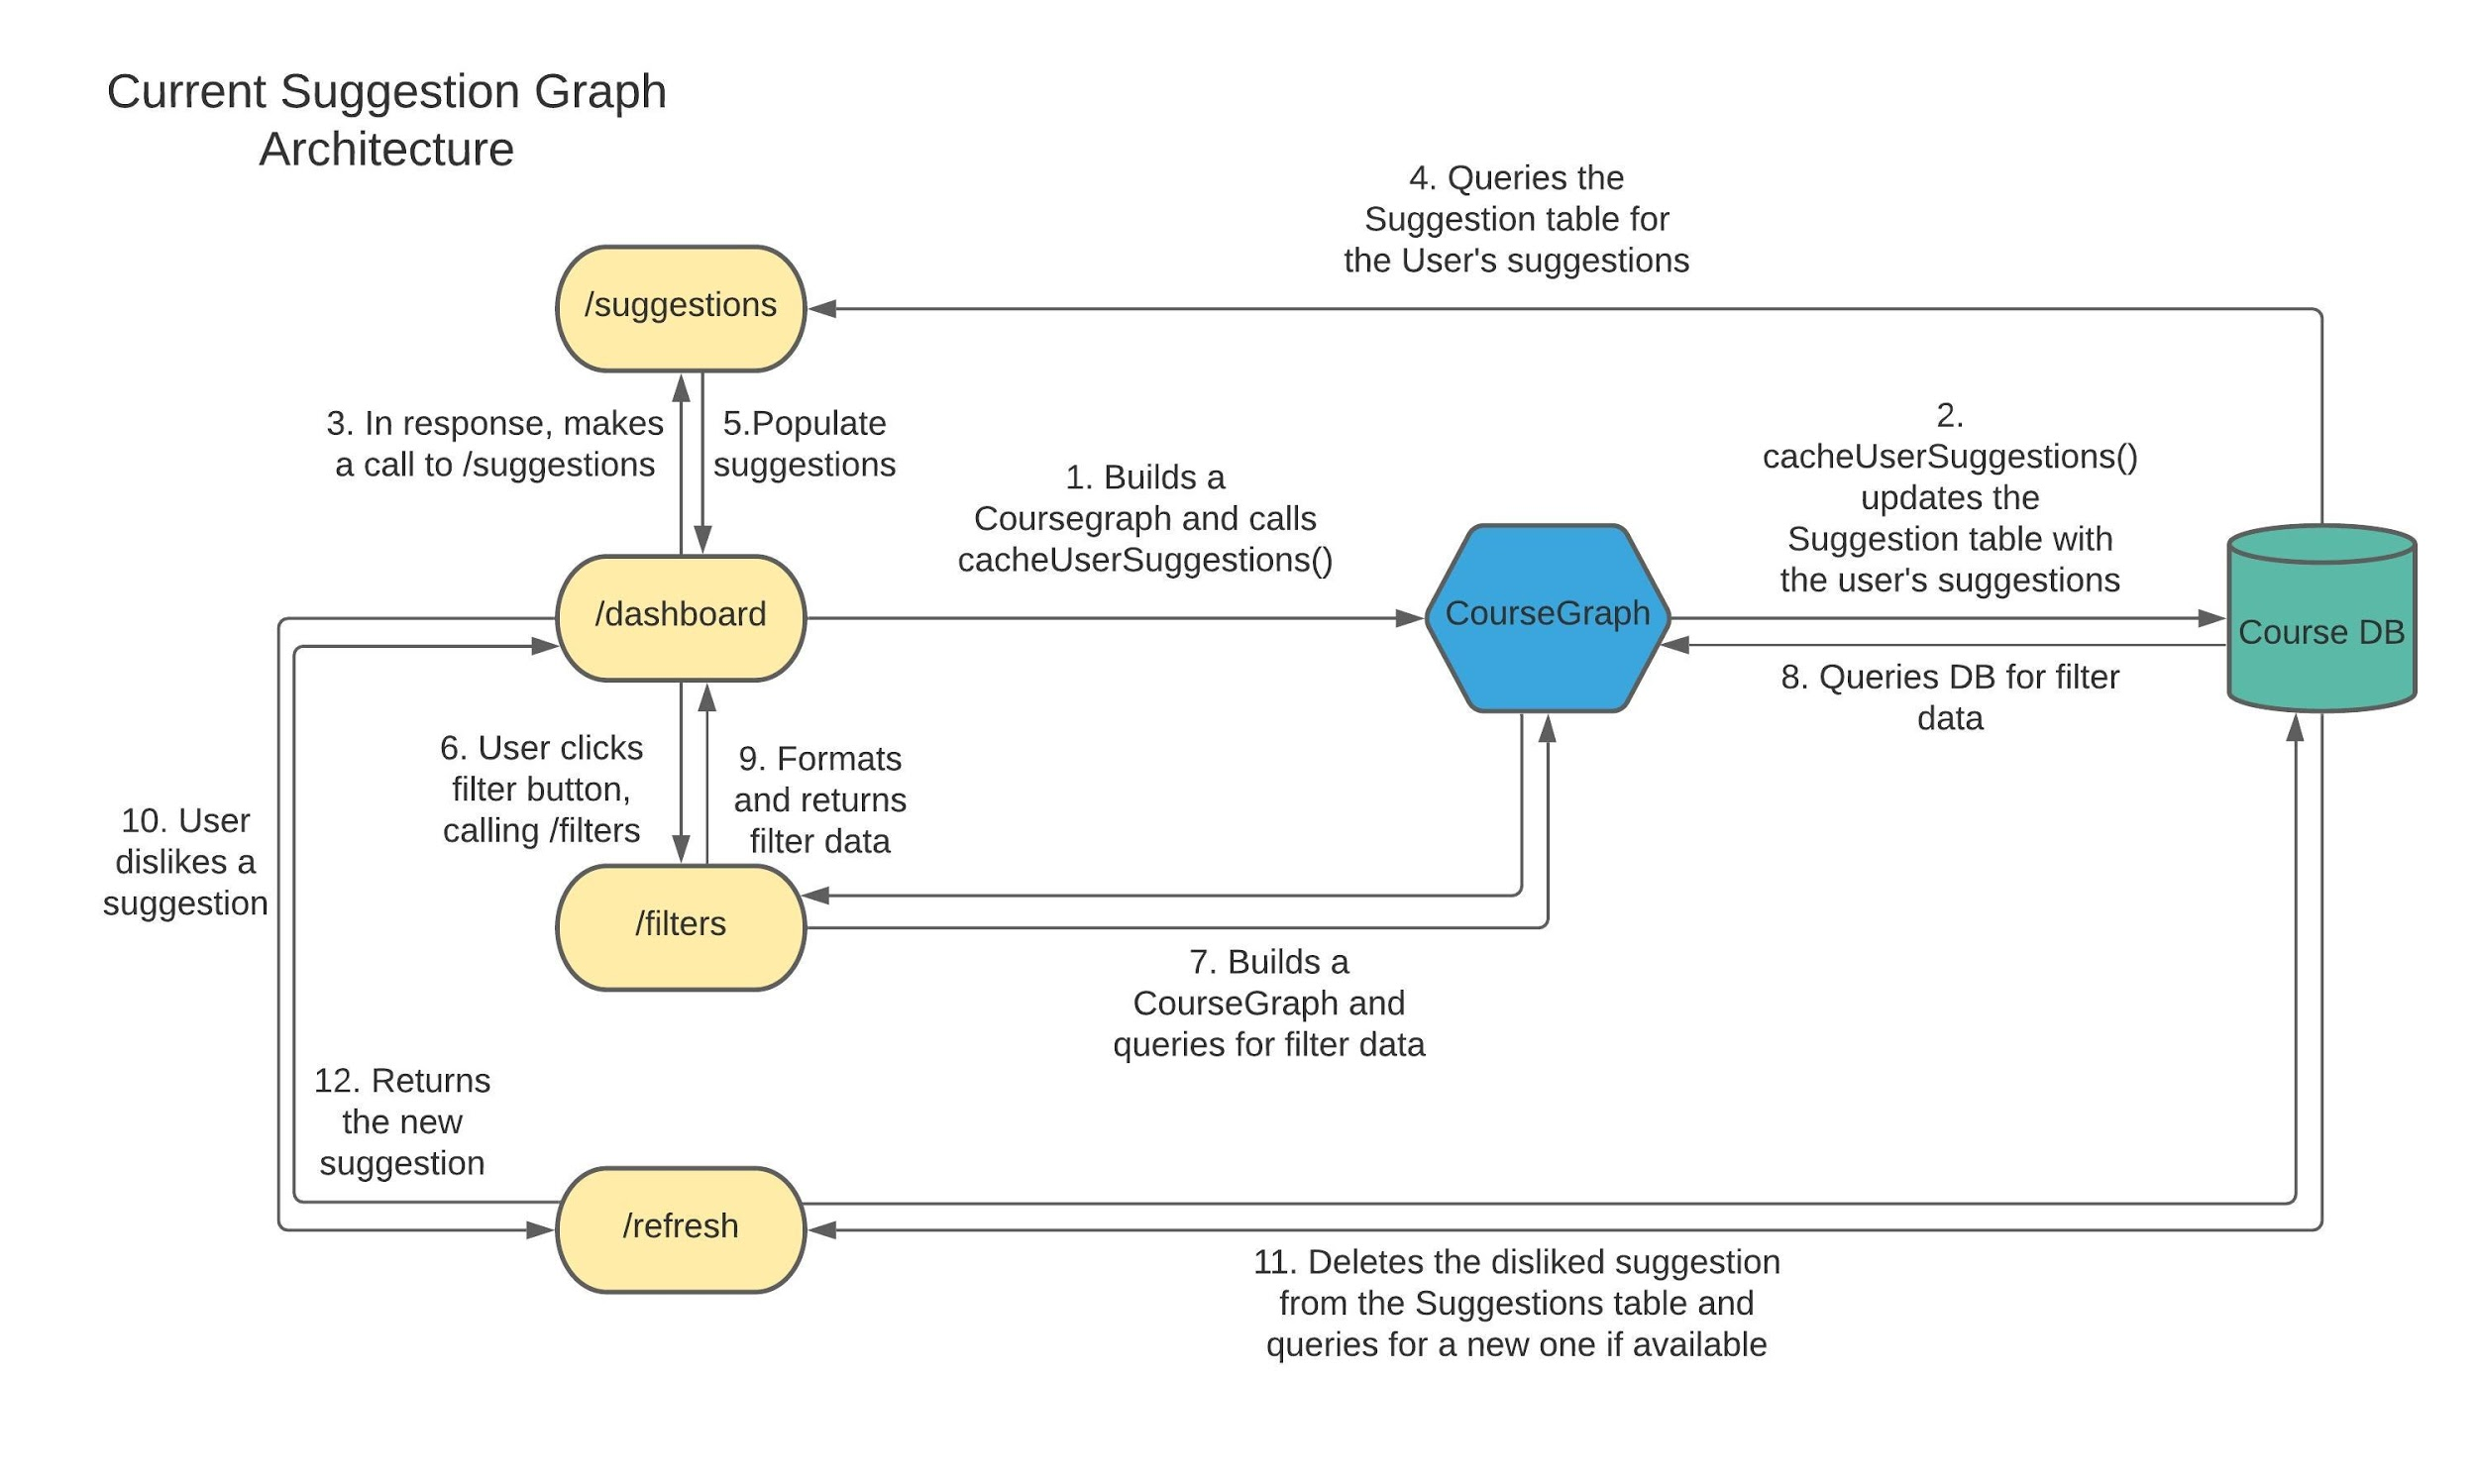 Current Suggestion Graph
Architecture
4. Queries the
Suggestion table for
the User's suggestions
/suggestions
3. In response, makes
a call to /suggestions
5.Populate
suggestions
1. Builds a
Coursegraph and calls
cacheUserSuggestions()
2.
cacheUserSuggestions()
updates the
Suggestion table with
the user's suggestions
/dashboard
CourseGraph
Course DB
8. Queries DB for filter
data
6. User clicks
filter button,
calling /filters
9. Formats
and returns
filter data
10. User
dislikes a
suggestion
/filters
7. Builds a
CourseGraph and
queries for filter data
12. Returns
the new
suggestion
/refresh
11. Deletes the disliked suggestion
from the Suggestions table and
queries for a new one if available